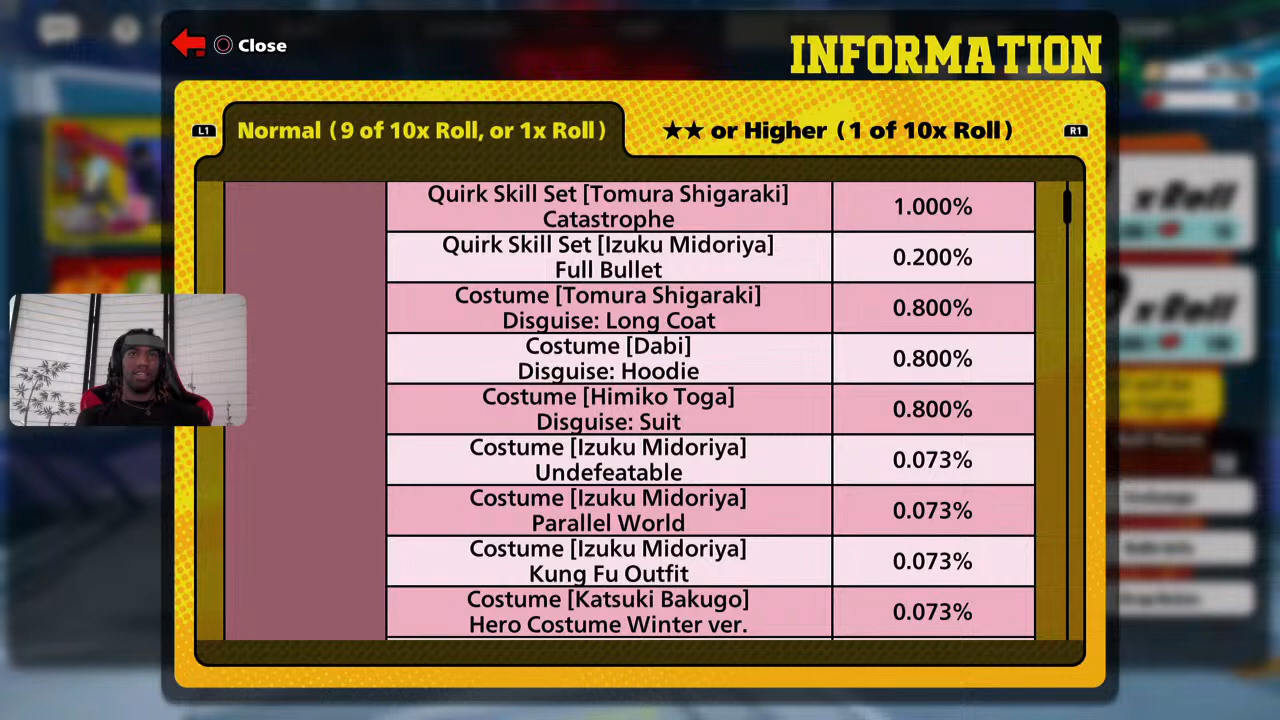 Close
INFORMATION
L1
Normal (9 of 10x Roll, or 1x Roll)
★★ or Higher (1 of 10x Roll)
R1
Quirk Skill Set [Tomura Shigaraki]
Catastrophe
1.000%
Quirk Skill Set [Izuku Midoriya]
Full Bullet
0.200%
Costume [Tomura Shigaraki]
Disguise: Long Coat
0.800%
Costume [Dabi]
Disguise: Hoodie
0.800%
Costume [Himiko Toga]
Disguise: Suit
0.800%
Costume [Izuku Midoriya]
Undefeatable
0.073%
Costume [Izuku Midoriya]
Parallel World
0.073%
Costume [Izuku Midoriya]
Kung Fu Outfit
0.073%
Costume [Katsuki Bakugo]
Hero Costume Winter ver.
0.073%
x Roll
x Roll